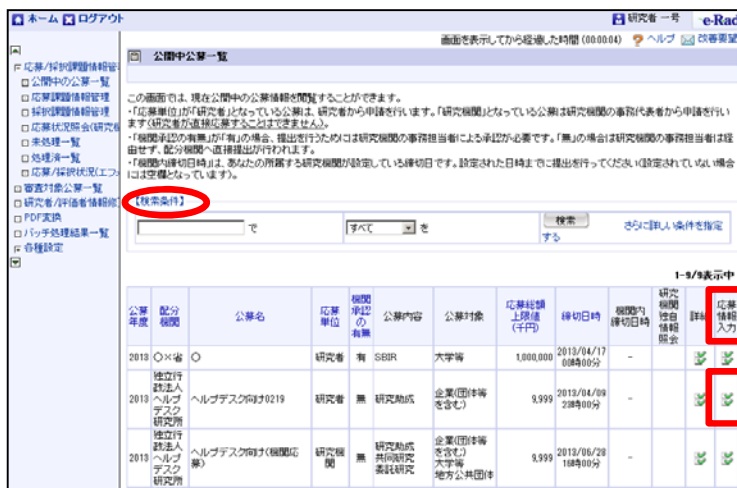 ホーム ログアウト
研究者 一号 e-Rad
画面を表示してから経過した時間 (00:00:04) ヘルプ 改善要望
応募/採択課題情報管
公開中の公募一覧
応募課題情報管理
採択課題情報管理
応募状況照会(研究機
未処理一覧
処理済一覧
応募/採択状況(エフォ
審査対象公募一覧
研究者/評価者情報修
PDF変換
バッチ処理結果一覧
各種設定
公開中公募一覧
この画面では、現在公開中の公募情報を閲覧することができます。
・「応募単位」が「研究者」となっている公募は、研究者から申請を行います。「研究機関」となっている公募は研究機関の事務代表者から申請を行い
ます(研究者が直接応募することはできません)。
・「機関承認の有無」が「有」の場合、提出を行うためには研究機関の事務担当者による承認が必要です。「無」の場合は研究機関の事務担当者は経
由せず、配分機関へ直接提出が行われます。
・「機関内締切日時」は、あなたの所属する研究機関が設定している締切日です。設定された日時までに提出を行ってください(設定されていない場合
には空欄となっています)。
【検索条件】
で すべて を 検索 する さらに詳しい条件を指定
1-9/9表示中
公募年度 配分機関 公募名 応募単位 機関承認の有無 公募内容 公募対象 応募総額上限値(千円) 締切日時 機関内締切日時 研究機関独自情報照会 詳細 応募情報入力
2013 ○×省 ○ 研究者 有 SBIR 大学等 1,000,000 2013/04/17 00時00分 -
2013 独立行政法人ヘルプデスク研究所 ヘルプデスク向け0219 研究者 無 研究助成 企業(団体等を含む) 9,999 2013/04/09 23時00分 -
2013 独立行政法人ヘルプデスク研究所 ヘルプデスク向け(機関応募) 研究機関 無 研究助成 共同研究 委託研究 企業(団体等を含む) 大学等 地方公共団体 9,999 2013/06/28 16時00分 -